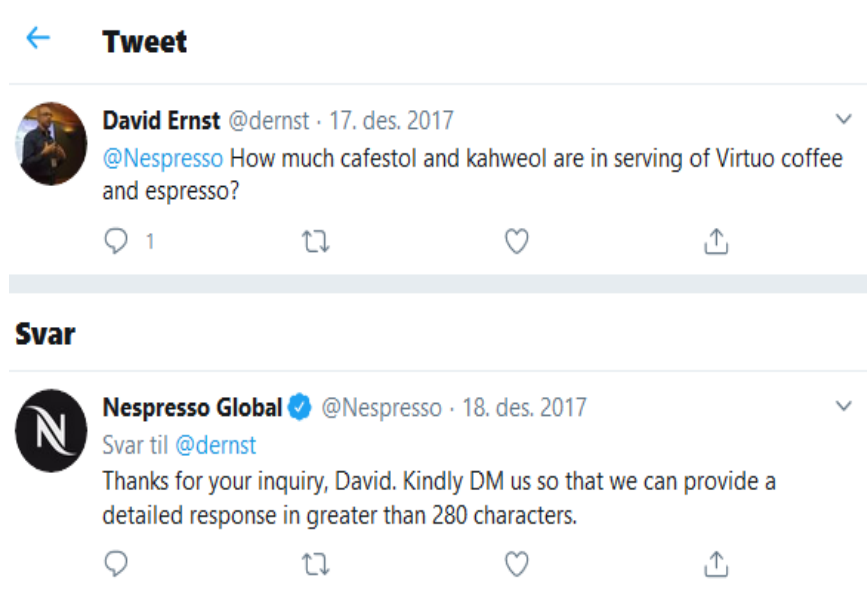 Tweet
David Ernst @dernst · 17. des. 2017
@Nespresso How much cafestol and kahweol are in serving of Virtuo coffee
and espresso?
1
Svar
Nespresso Global @Nespresso · 18. des. 2017
Svar til @dernst
Thanks for your inquiry, David. Kindly DM us so that we can provide a
detailed response in greater than 280 characters.